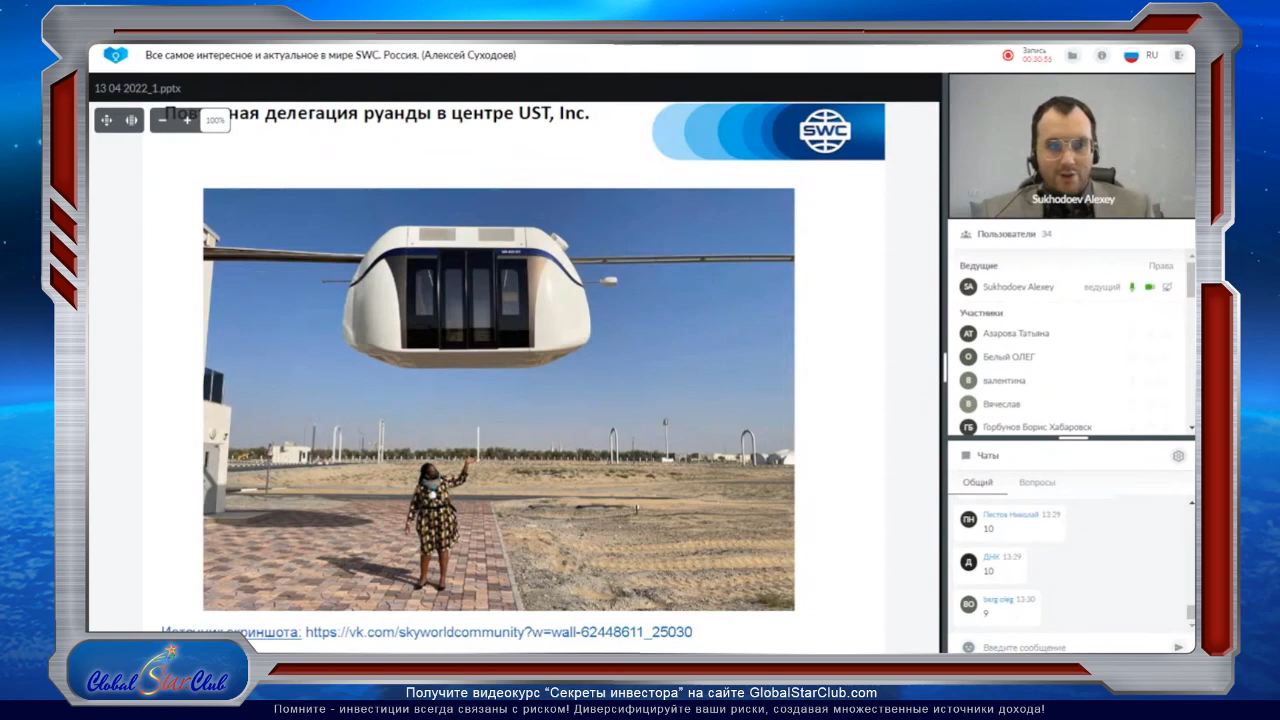 Все самое интересное и актуальное в мире SWC. Россия. (Алексей Суходоев)
Запись
00:30:56
RU
13 04 2022_1.pptx
100%
делегация руанды в центре UST, Inc.
SWC
Sukhodoev Alexey
Пользователи 34
Ведущие Права
SA Sukhodoev Alexey ведущий
Участники
АТ Азарова Татьяна
О Белый ОЛЕГ
В валентина
В Вячеслав
ГБ Горбунов Борис Хабаровск
Чаты
Общий Вопросы
ПН Пестов Николай 13:29
10
Д ДНК 13:29
10
BO berg oleg 13:30
9
Введите сообщение
Источник скриншота: https://vk.com/skyworldcommunity?w=wall-62448611_25030
Global Star Club
Получите видеокурс “Секреты инвестора” на сайте GlobalStarClub.com
Помните - инвестиции всегда связаны с риском! Диверсифицируйте ваши риски, создавая множественные источники дохода!